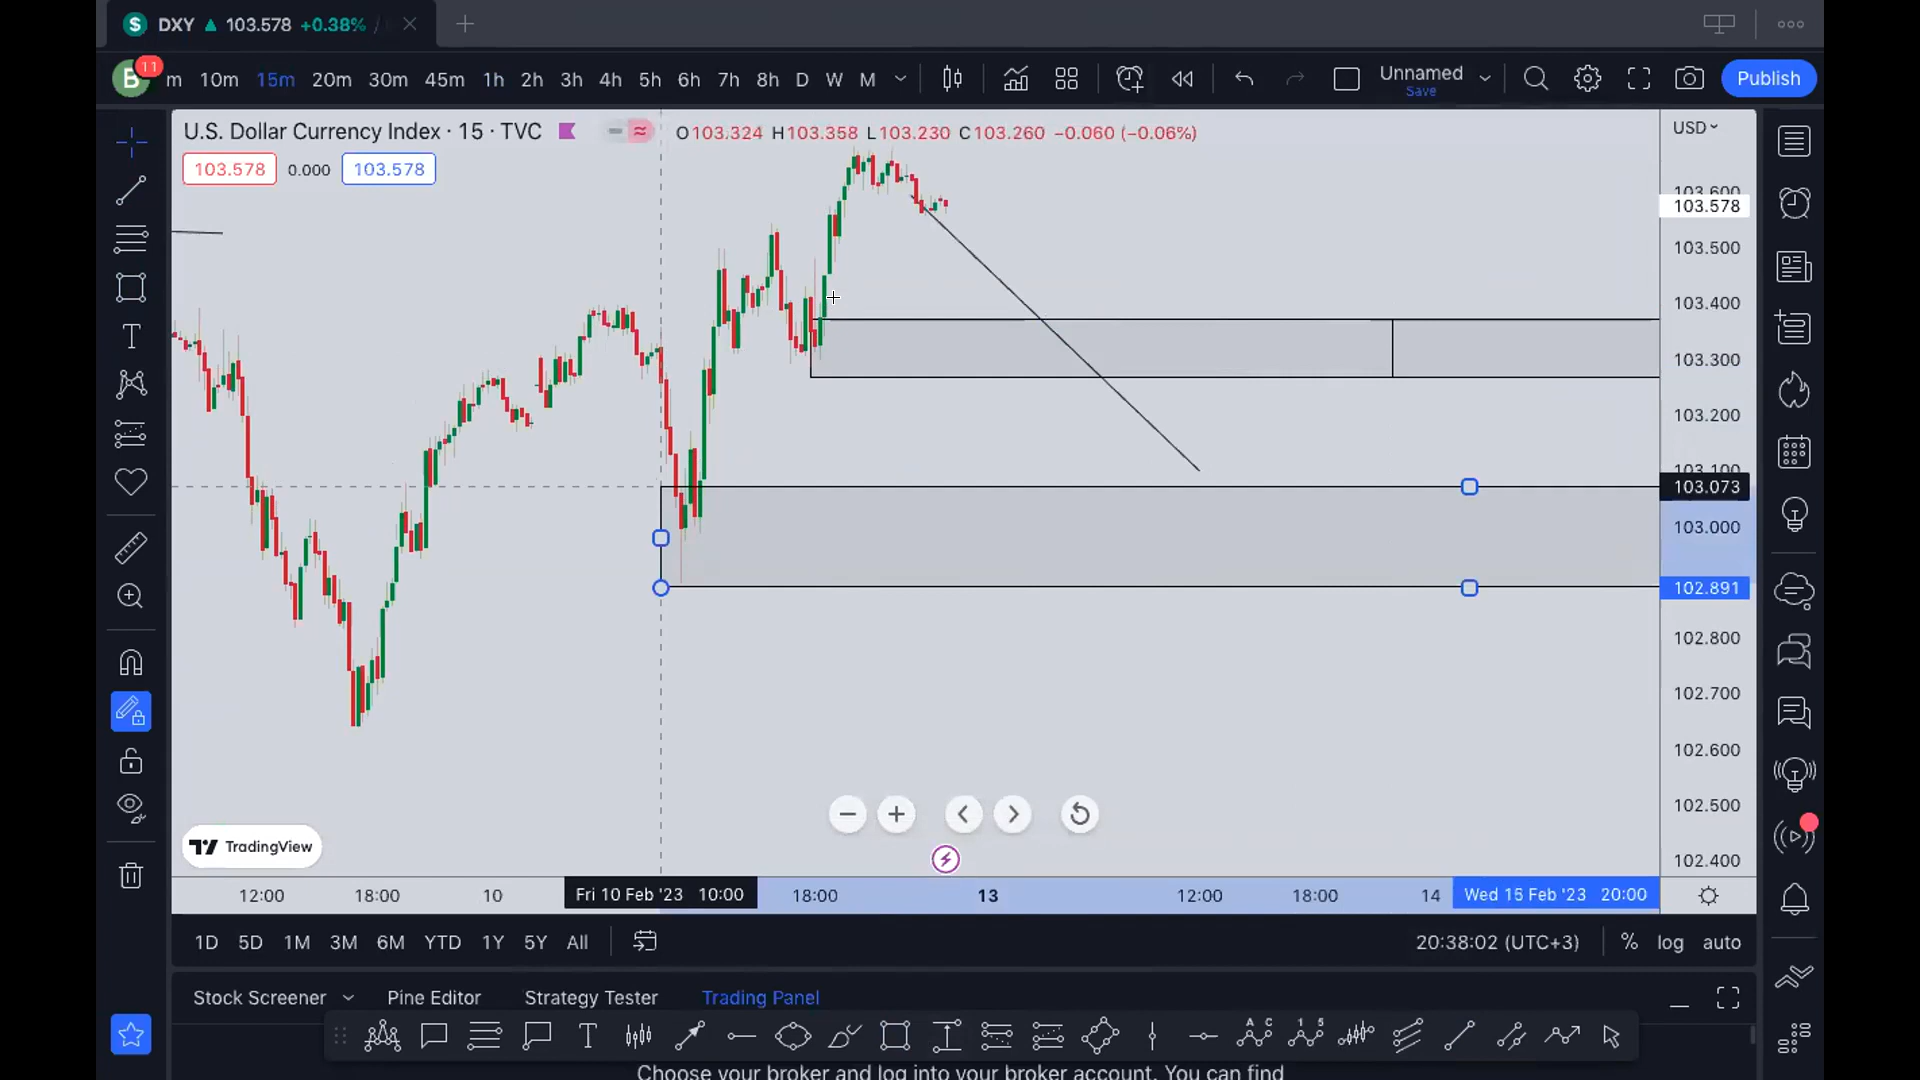 DXY ▲ 103.578 +0.38% /
B 11 m 10m 15m 20m 30m 45m 1h 2h 3h 4h 5h 6h 7h 8h D W M Unnamed Save Publish
U.S. Dollar Currency Index · 15 · TVC O103.324 H103.358 L103.230 C103.260 −0.060 (−0.06%) USD
103.578 0.000 103.578
103.600
103.578
103.500
103.400
103.300
103.200
103.100
103.073
103.000
102.891
102.800
102.700
102.600
102.500
102.400
TradingView
12:00 18:00 10 Fri 10 Feb '23 10:00 18:00 13 12:00 18:00 14 Wed 15 Feb '23 20:00
1D 5D 1M 3M 6M YTD 1Y 5Y All 20:38:02 (UTC+3) % log auto
Stock Screener Pine Editor Strategy Tester Trading Panel
Choose your broker and log into your broker account. You can find